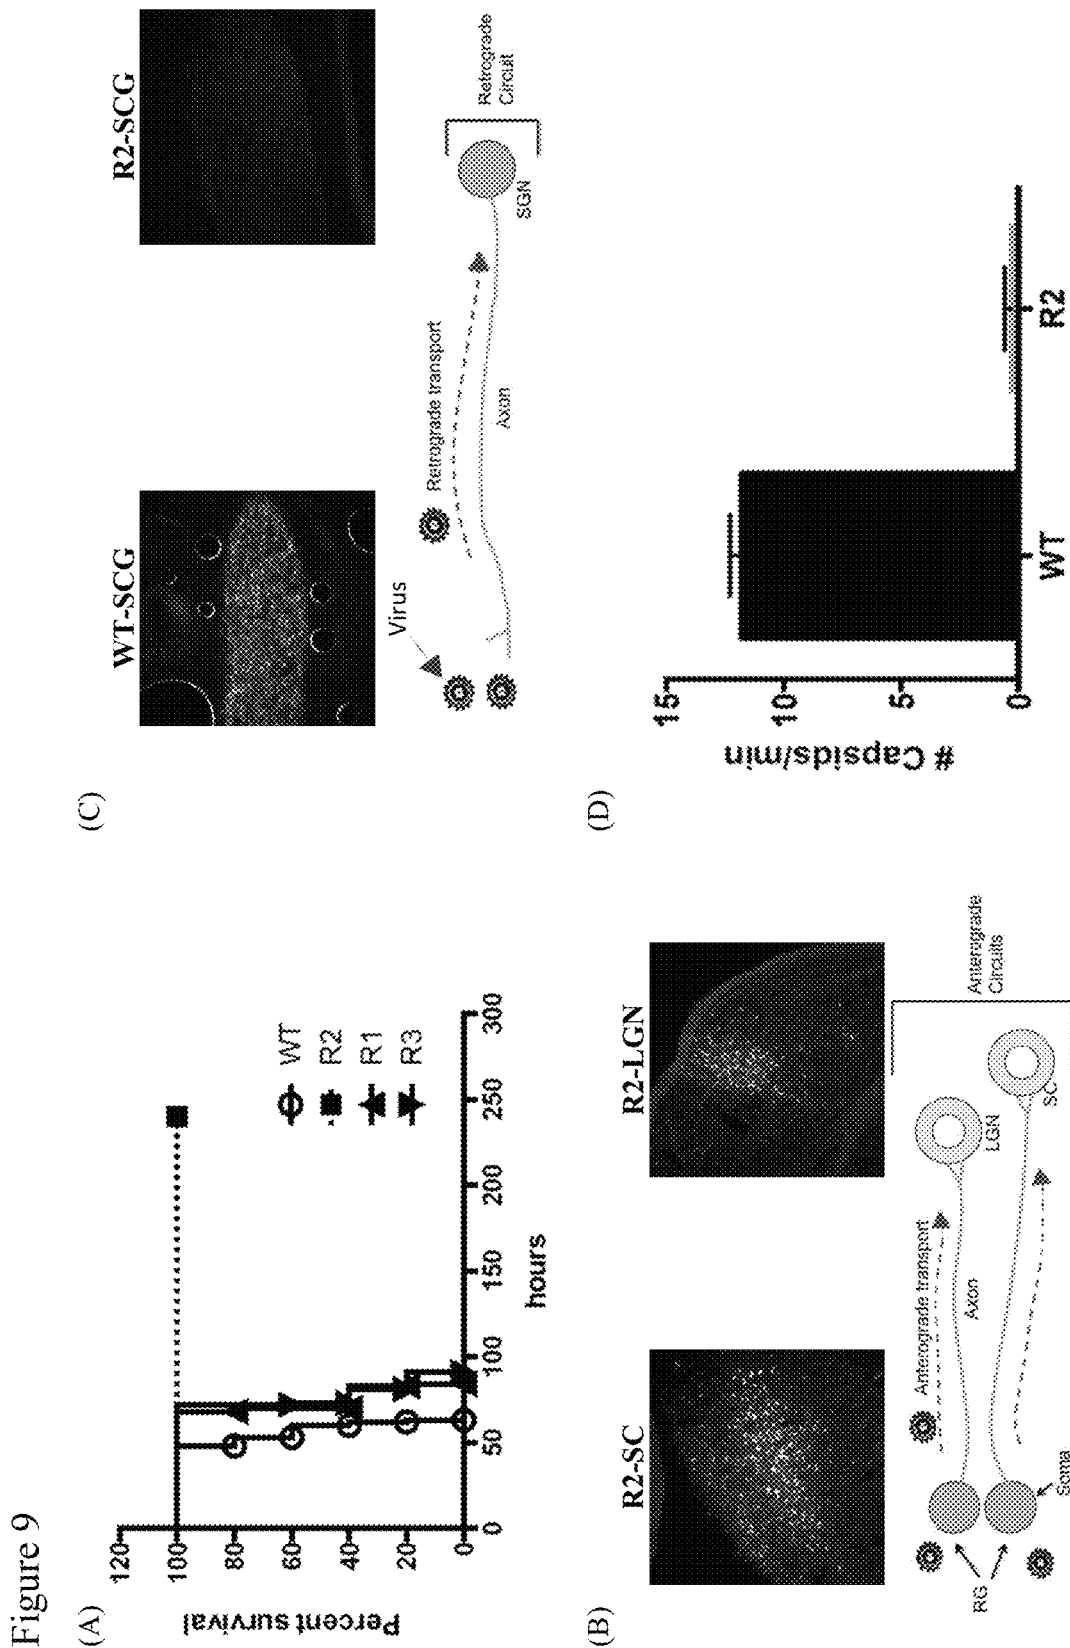 Figure 9
(A)
Percent survival
120
100
80
60
40
20
0
0
50
100
150
200
250
300
hours
WT
R2
R1
R3
(B)
R2-SC
R2-LGN
RG
Soma
Anterograde transport
Axon
LGN
SC
Anterograde
Circuits
(C)
WT-SCG
R2-SCG
Virus
Retrograde transport
Axon
SGN
Retrograde
Circuit
(D)
# Capsids/min
15
10
5
0
WT
R2